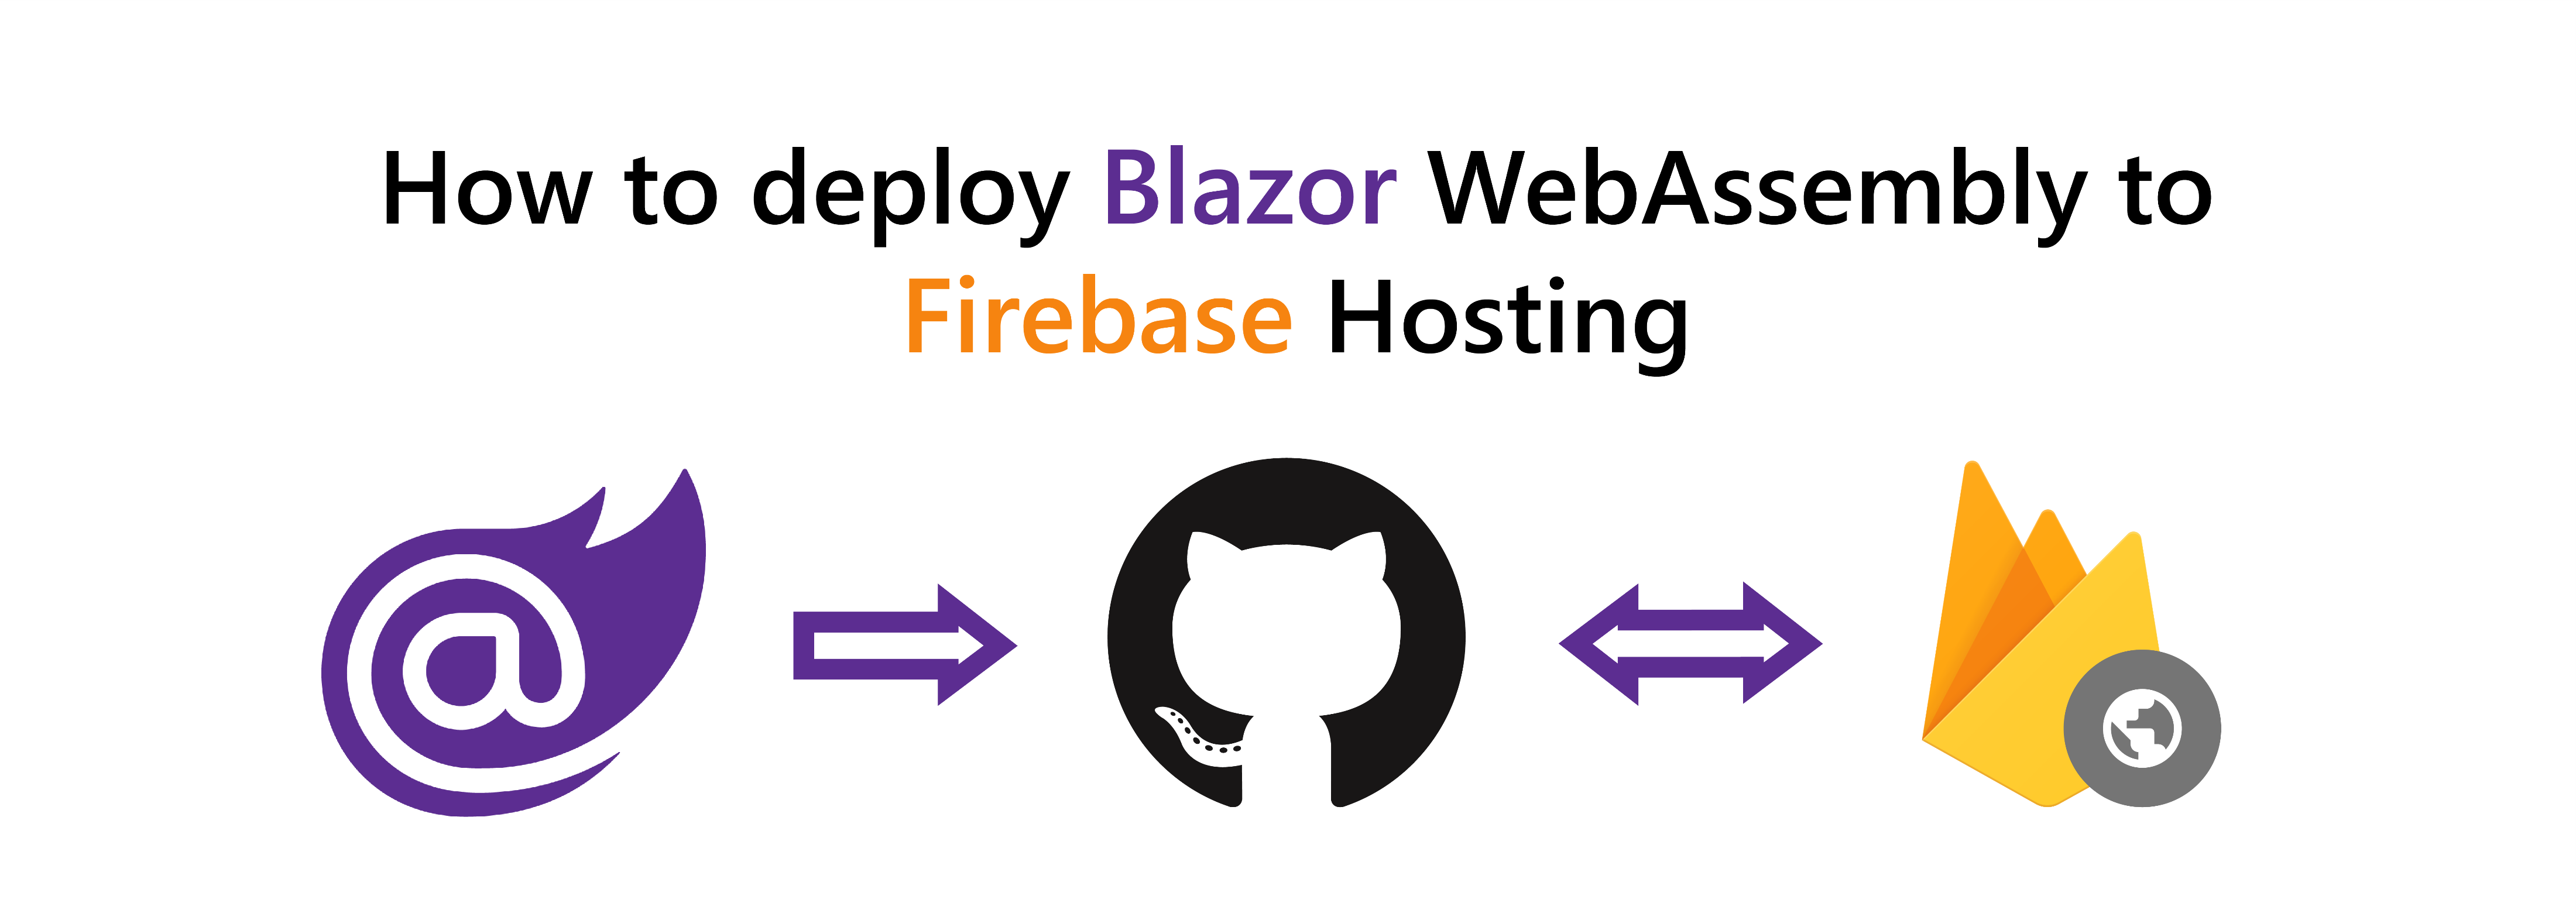 How to deploy Blazor WebAssembly to
Firebase Hosting